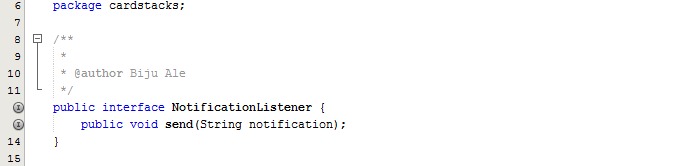 6 package cardstacks;
7
8 /**
9 *
10 * @author Biju Ale
11 */
public interface NotificationListener {
public void send(String notification);
14 }
15